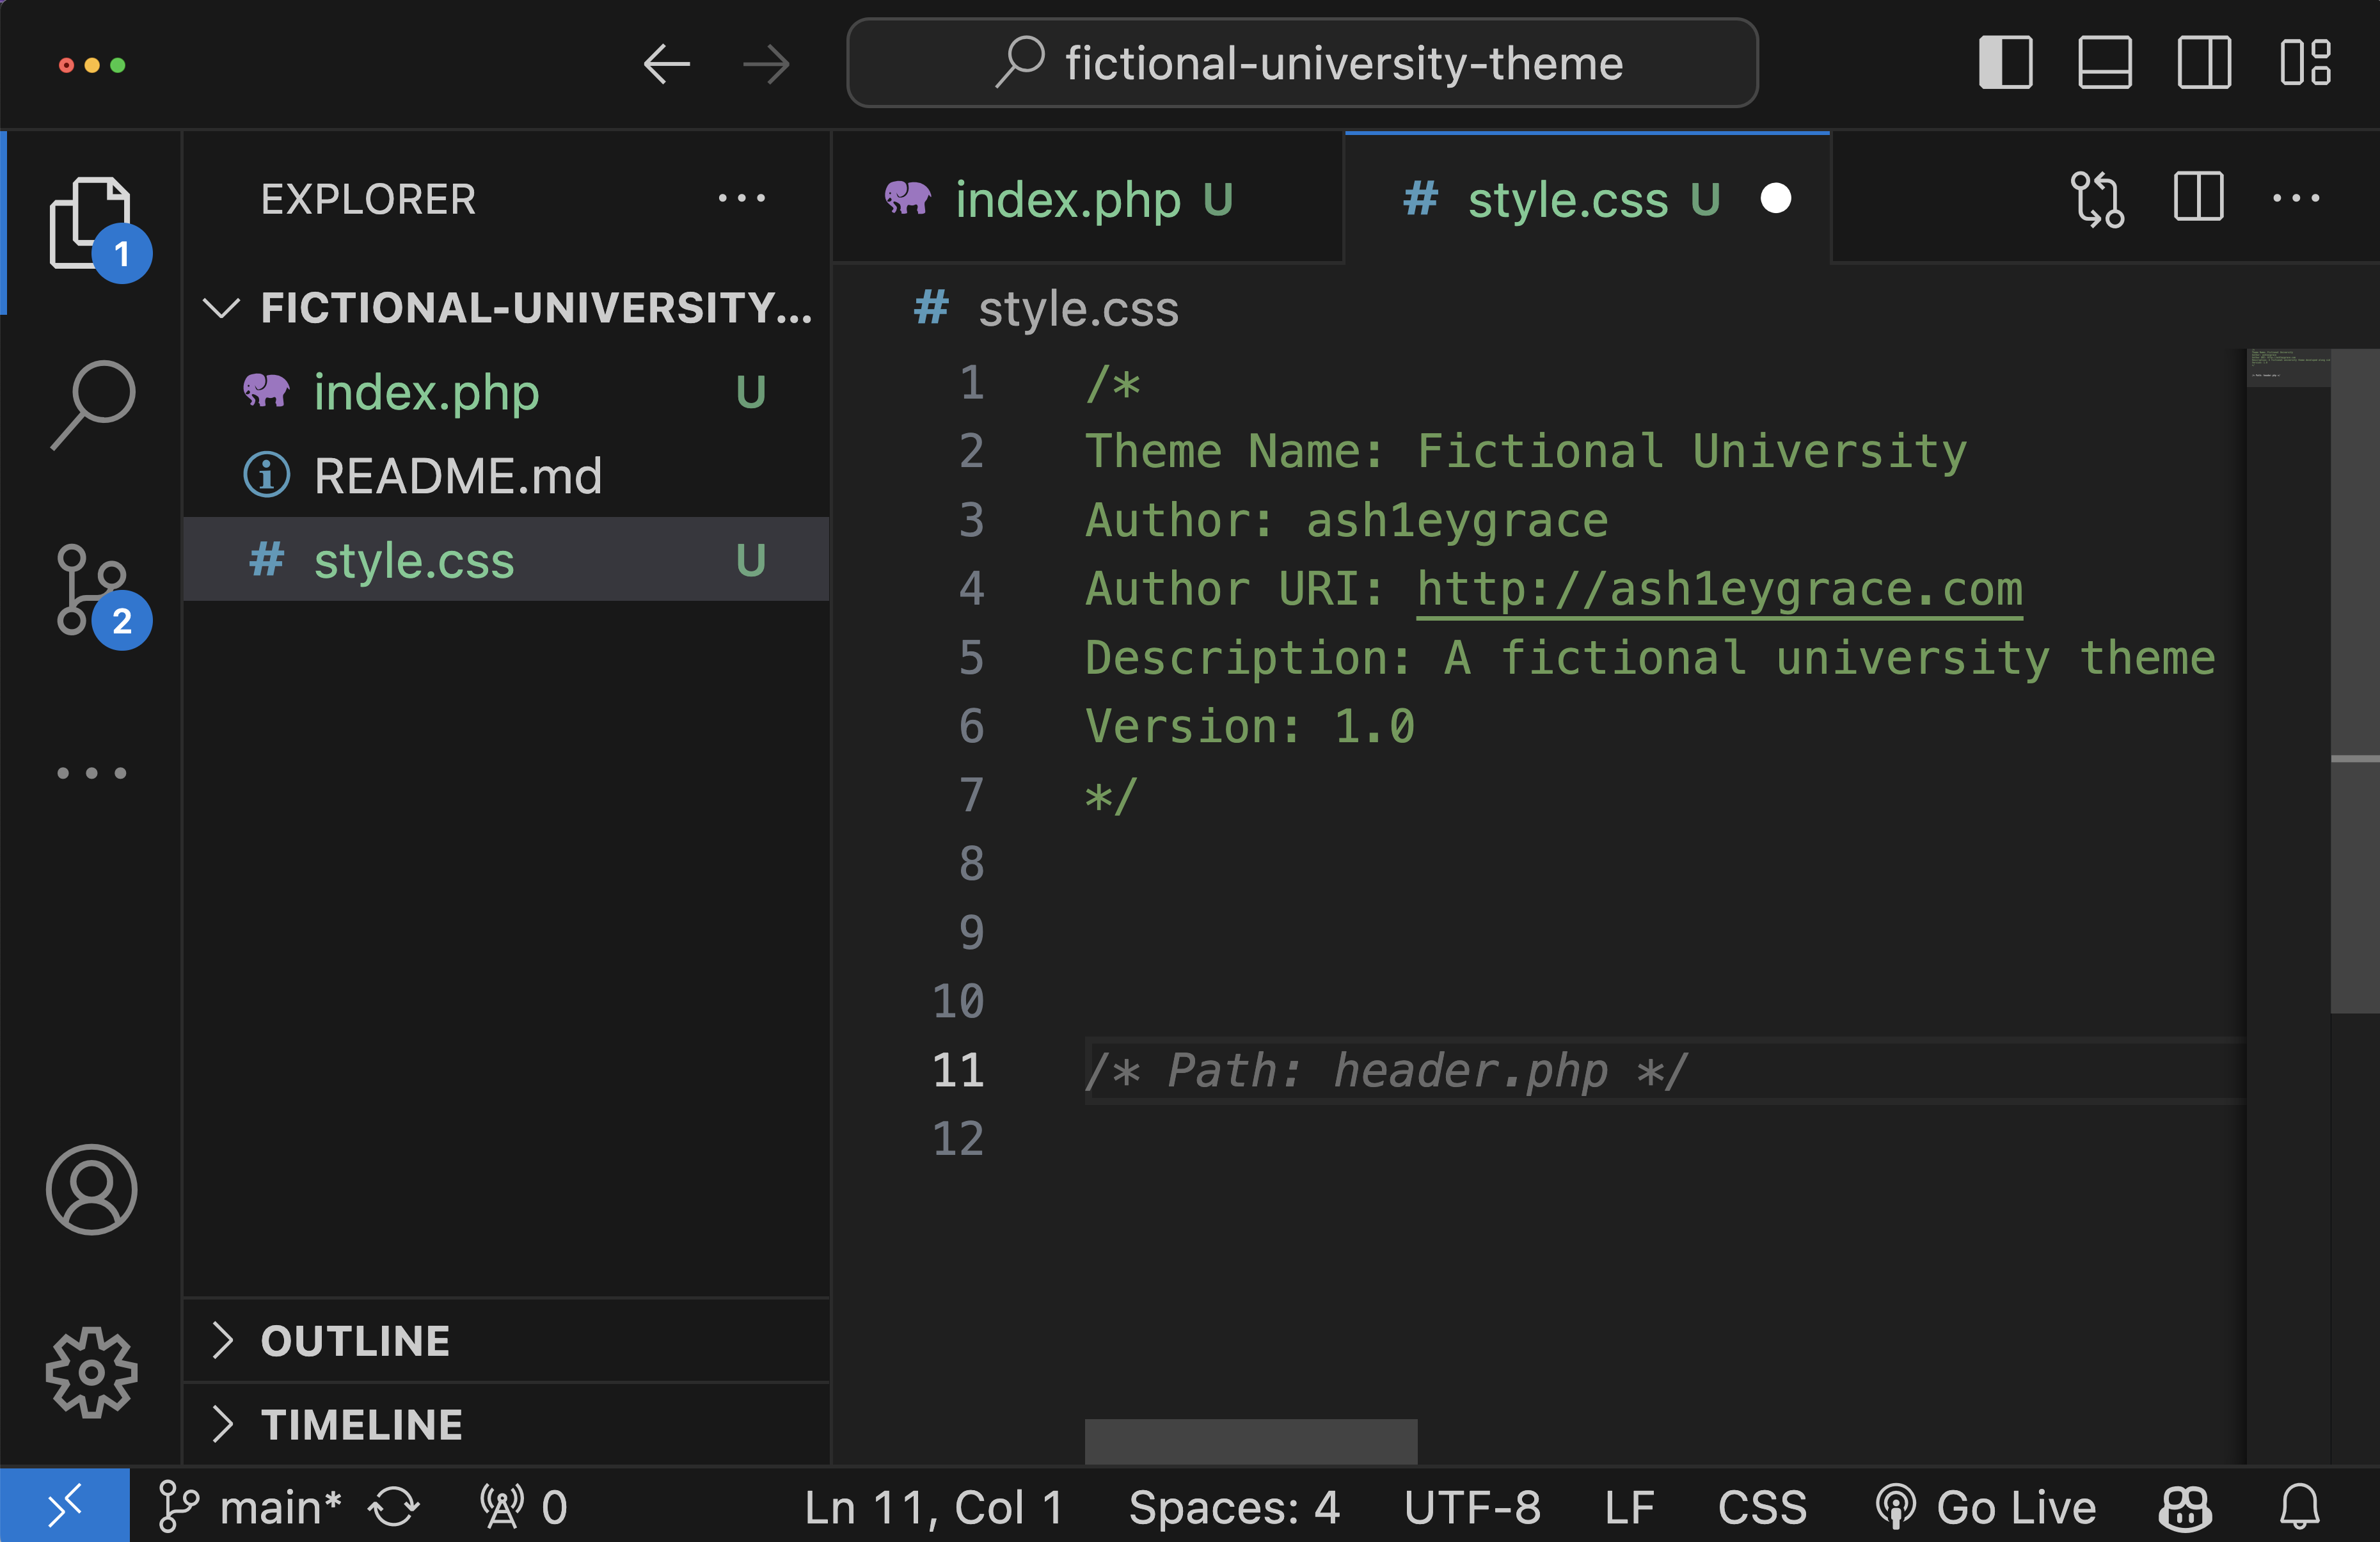 fictional-university-theme
EXPLORER
index.php U
# style.css U
1
FICTIONAL-UNIVERSITY...
index.php U
README.md
# style.css U
2
# style.css
1 /*
2 Theme Name: Fictional University
3 Author: ash1eygrace
4 Author URI: http://ash1eygrace.com
5 Description: A fictional university theme
6 Version: 1.0
7 */
8
9
10
11 /* Path: header.php */
12
OUTLINE
TIMELINE
main* 0 Ln 11, Col 1 Spaces: 4 UTF-8 LF CSS Go Live